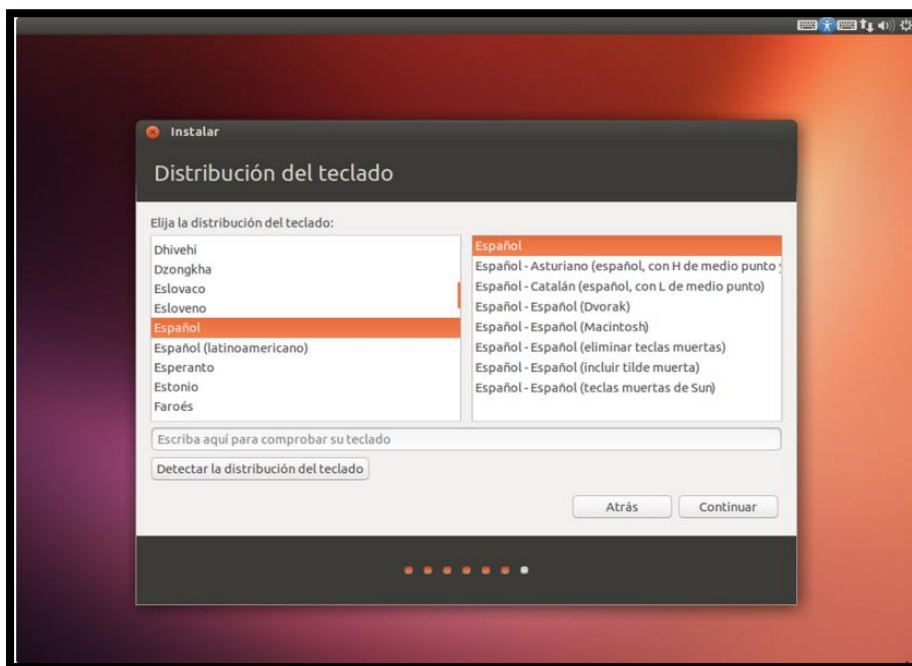 Instalar
Distribución del teclado
Elija la distribución del teclado:
Dhivehi
Dzongkha
Eslovaco
Esloveno
Español
Español (latinoamericano)
Esperanto
Estonio
Faroés
Español
Español - Asturiano (español, con H de medio punto y
Español - Catalán (español, con L de medio punto)
Español - Español (Dvorak)
Español - Español (Macintosh)
Español - Español (eliminar teclas muertas)
Español - Español (incluir tilde muerta)
Español - Español (teclas muertas de Sun)
Escriba aquí para comprobar su teclado
Detectar la distribución del teclado
Atrás
Continuar